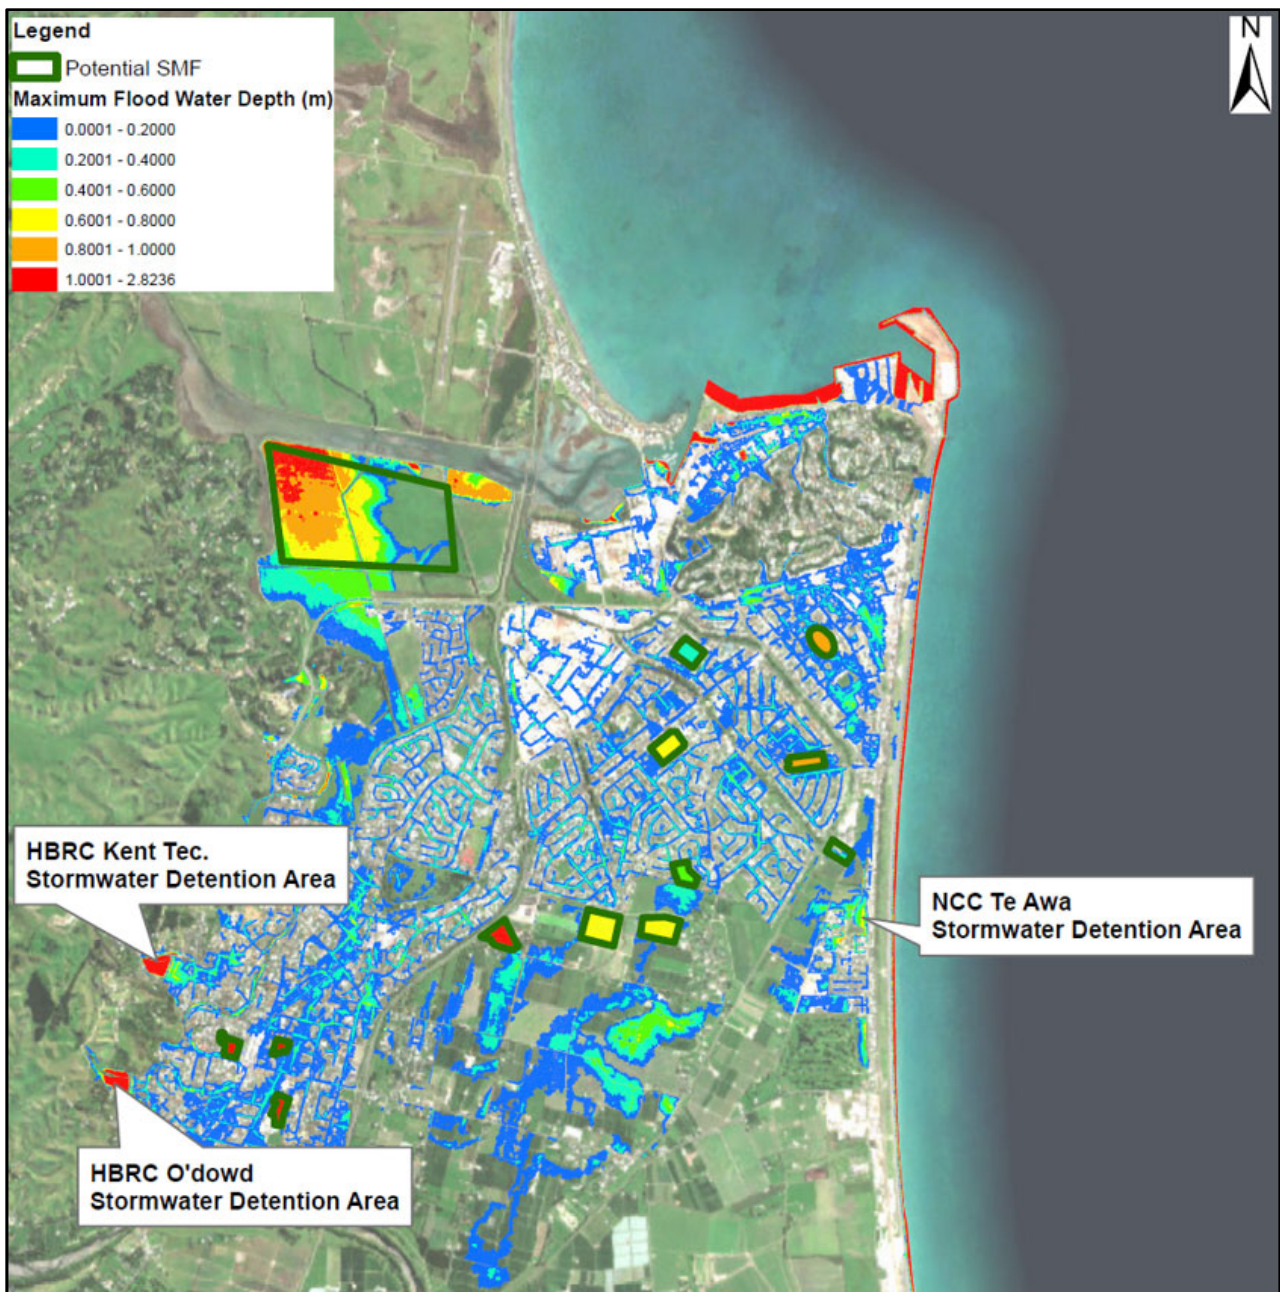 Legend
Potential SMF
Maximum Flood Water Depth (m)
0.0001 - 0.2000
0.2001 - 0.4000
0.4001 - 0.6000
0.6001 - 0.8000
0.8001 - 1.0000
1.0001 - 2.8236
N
HBRC Kent Tec.
Stormwater Detention Area
NCC Te Awa
Stormwater Detention Area
HBRC O'dowd
Stormwater Detention Area